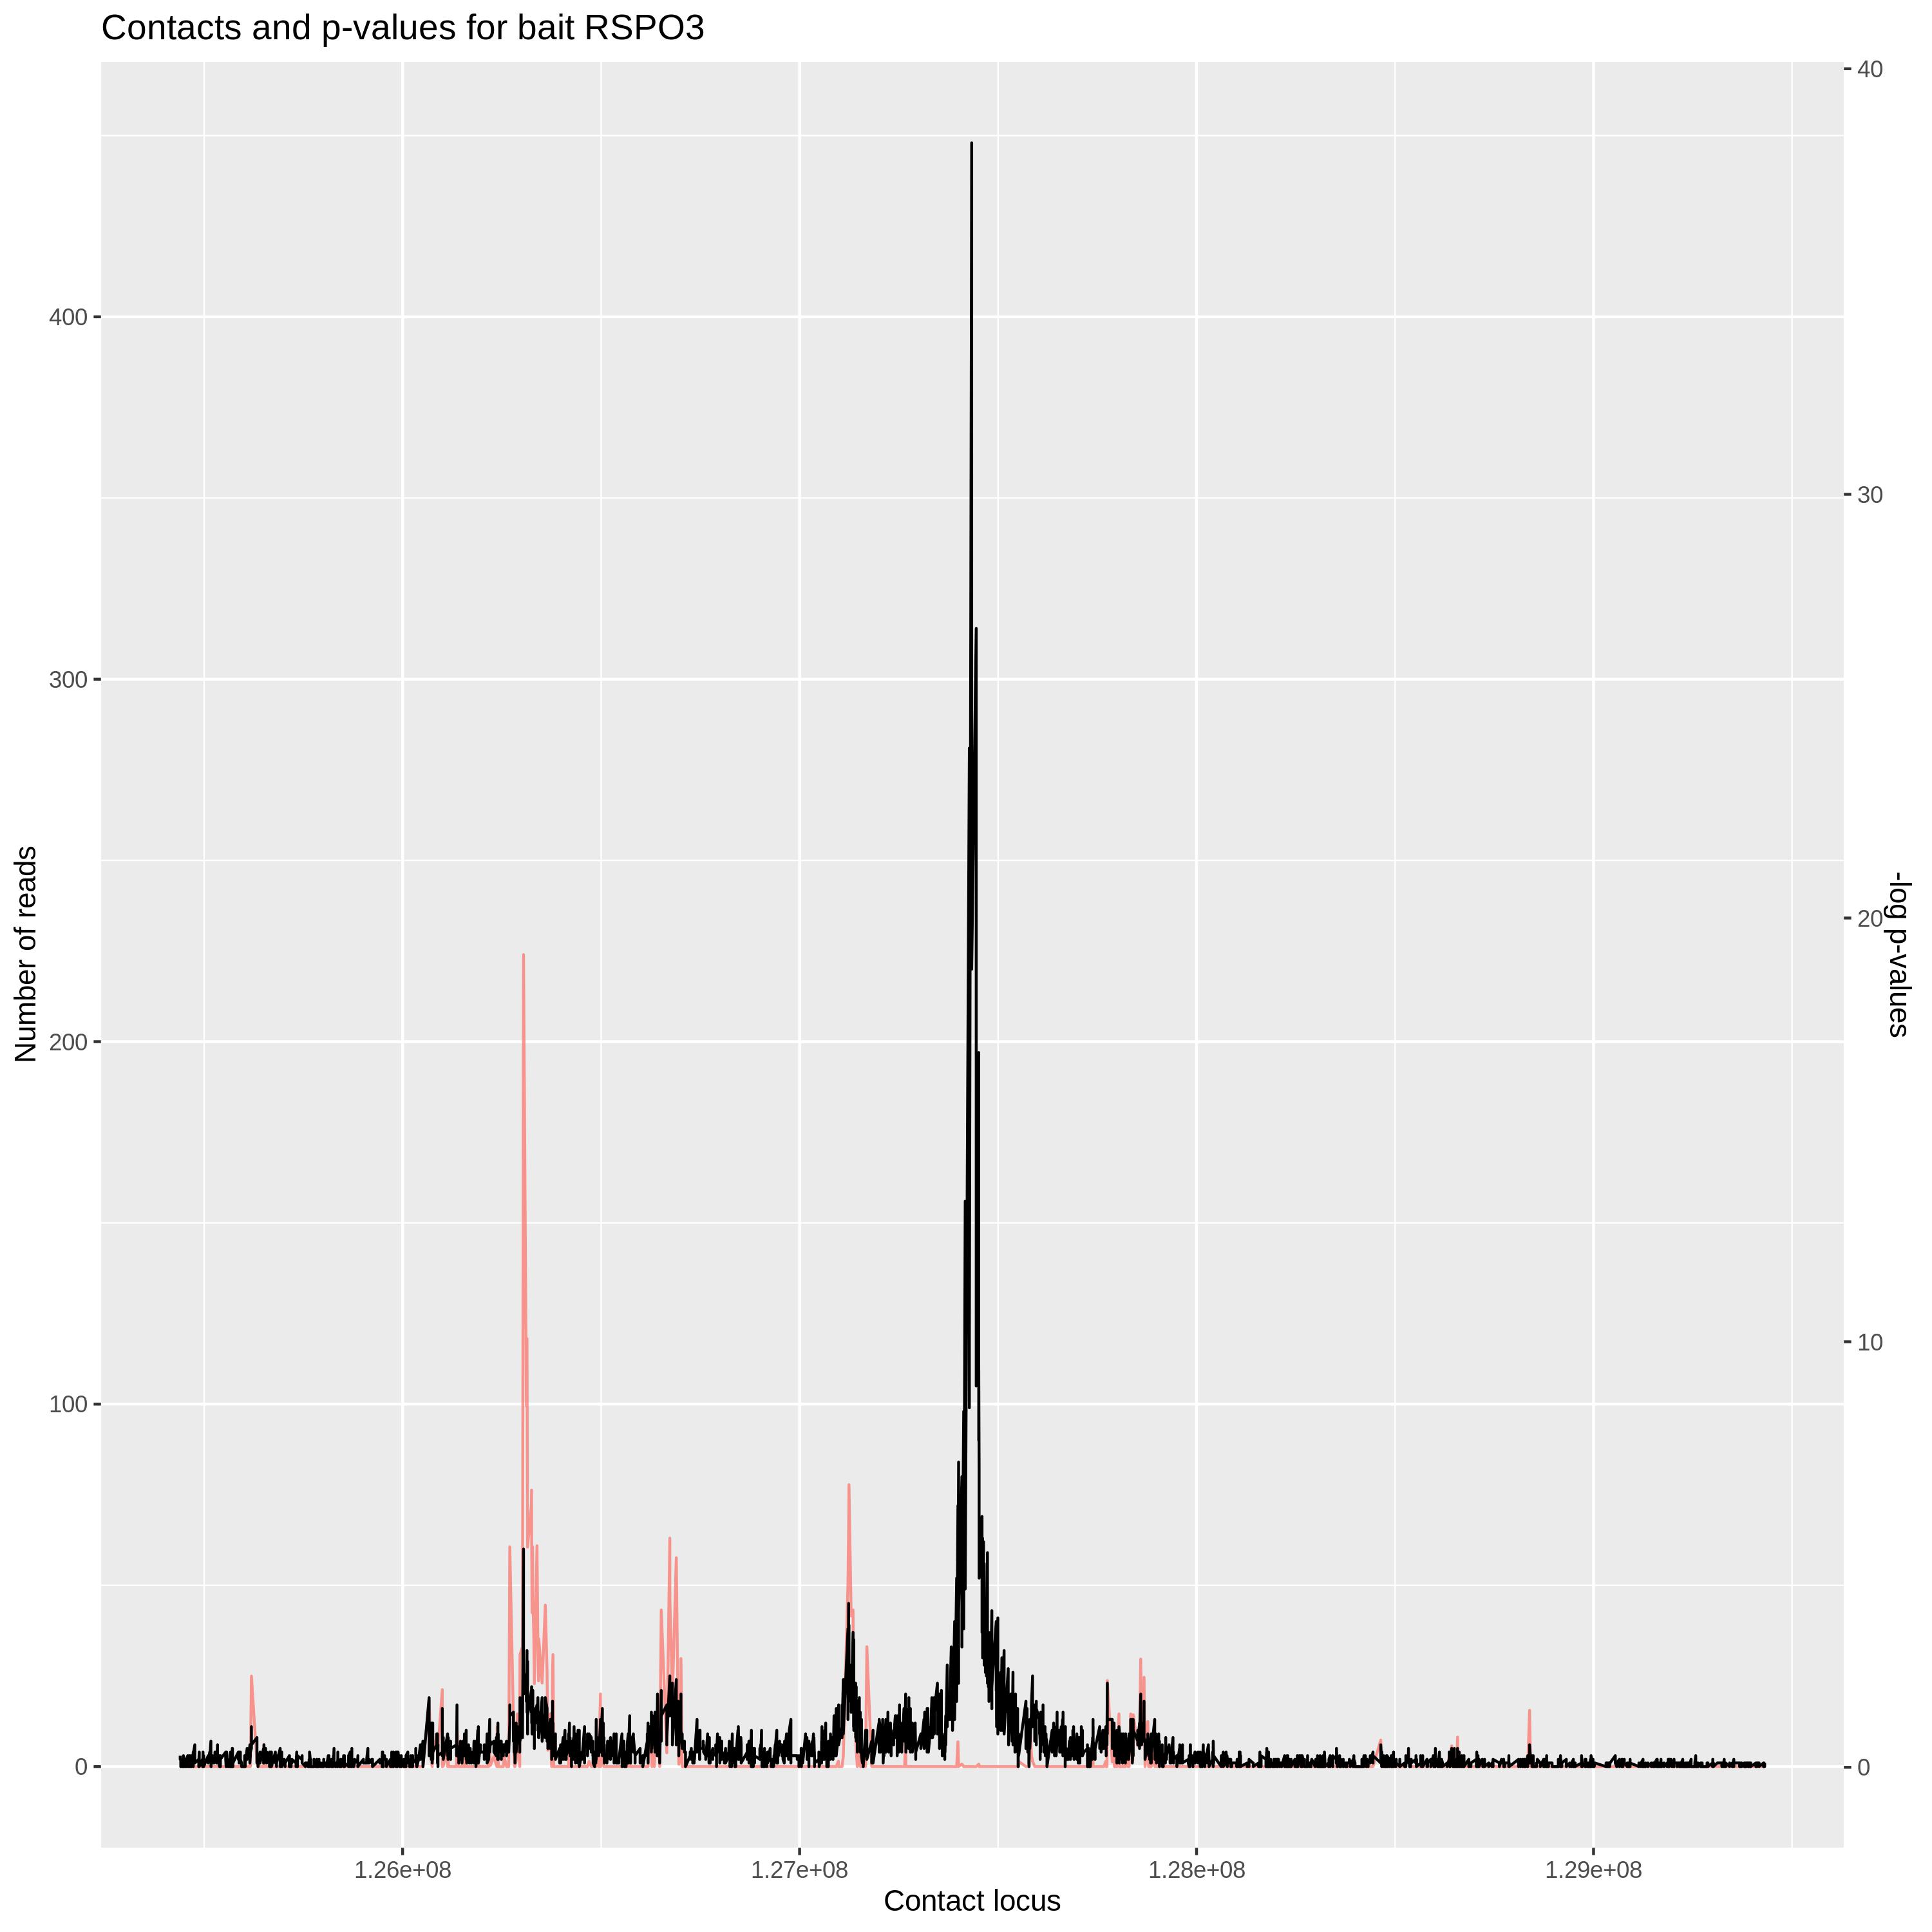 Contacts and p-values for bait RSPO3
Number of reads
400
300
200
100
0
40
30
20
10
0
-log p-values
1.26e+08
1.27e+08
1.28e+08
1.29e+08
Contact locus